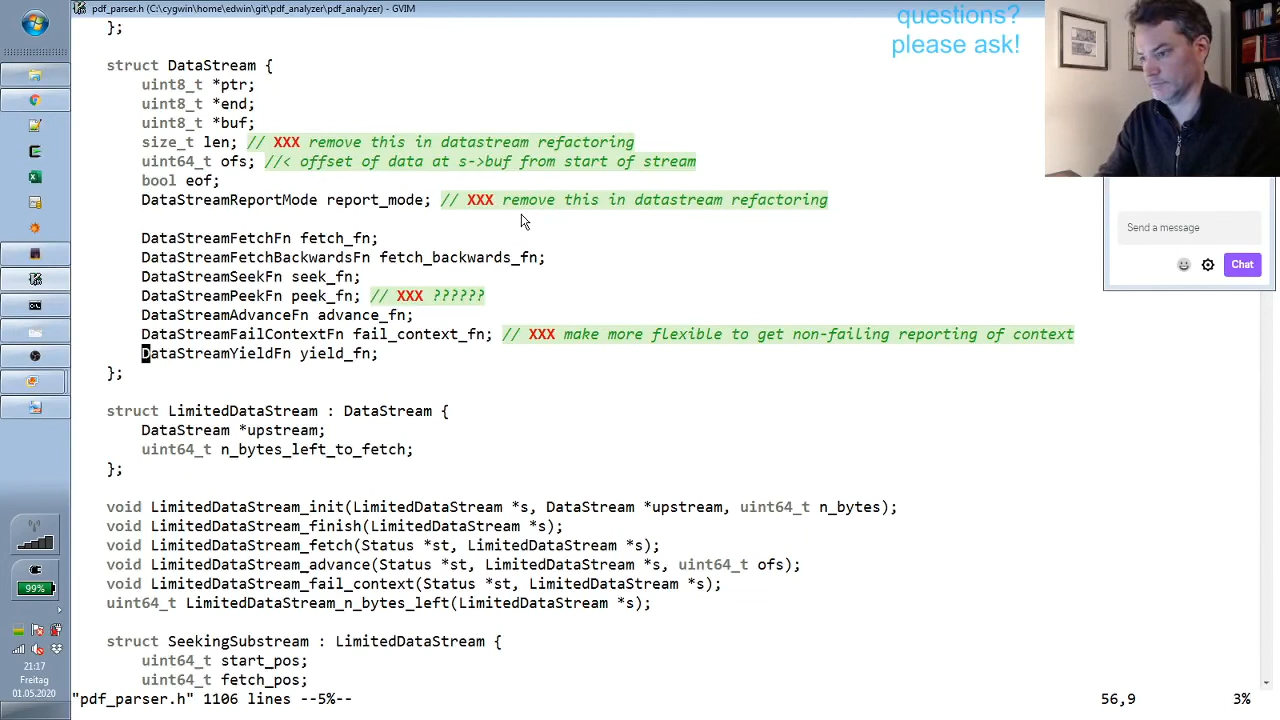 pdf_parser.h (C:\cygwin\home\edwin\git\pdf_analyzer\pdf_analyzer) - GVIM
questions?
please ask!
};
struct DataStream {
uint8_t *ptr;
uint8_t *end;
uint8_t *buf;
size_t len; // XXX remove this in datastream refactoring
uint64_t ofs; //< offset of data at s->buf from start of stream
bool eof;
DataStreamReportMode report_mode; // XXX remove this in datastream refactoring
DataStreamFetchFn fetch_fn;
DataStreamFetchBackwardsFn fetch_backwards_fn;
DataStreamSeekFn seek_fn;
DataStreamPeekFn peek_fn; // XXX ??????
DataStreamAdvanceFn advance_fn;
DataStreamFailContextFn fail_context_fn; // XXX make more flexible to get non-failing reporting of context
DataStreamYieldFn yield_fn;
};
struct LimitedDataStream : DataStream {
DataStream *upstream;
uint64_t n_bytes_left_to_fetch;
};
void LimitedDataStream_init(LimitedDataStream *s, DataStream *upstream, uint64_t n_bytes);
void LimitedDataStream_finish(LimitedDataStream *s);
void LimitedDataStream_fetch(Status *st, LimitedDataStream *s);
void LimitedDataStream_advance(Status *st, LimitedDataStream *s, uint64_t ofs);
void LimitedDataStream_fail_context(Status *st, LimitedDataStream *s);
uint64_t LimitedDataStream_n_bytes_left(LimitedDataStream *s);
struct SeekingSubstream : LimitedDataStream {
uint64_t start_pos;
uint64_t fetch_pos;
"pdf_parser.h" 1106 lines --5%--
56,9
3%
Send a message
Chat
99%
21:17
Freitag
01.05.2020